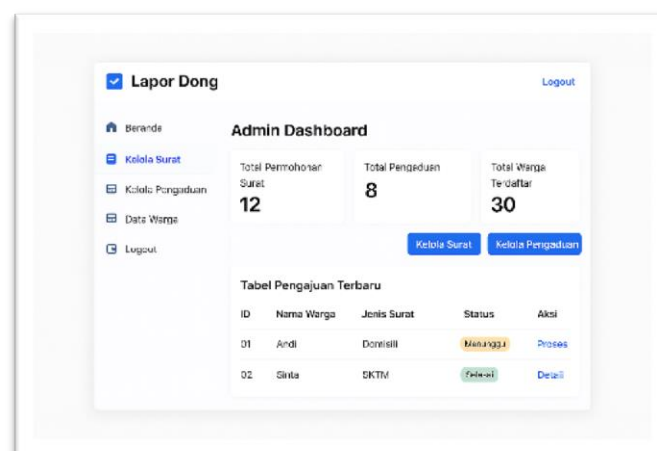 Lapor Dong
Logout
Beranda
Kelola Surat
Kelola Pengaduan
Data Warga
Logout
Admin Dashboard
Total Permohonan
Surat
12
Total Pengaduan
8
Total Warga
Terdaftar
30
Kelola Surat
Kelola Pengaduan
Tabel Pengajuan Terbaru
ID Nama Warga Jenis Surat Status Aksi
01 Andi Domisili Menunggu Proses
02 Sinta SKTM Selesai Detail